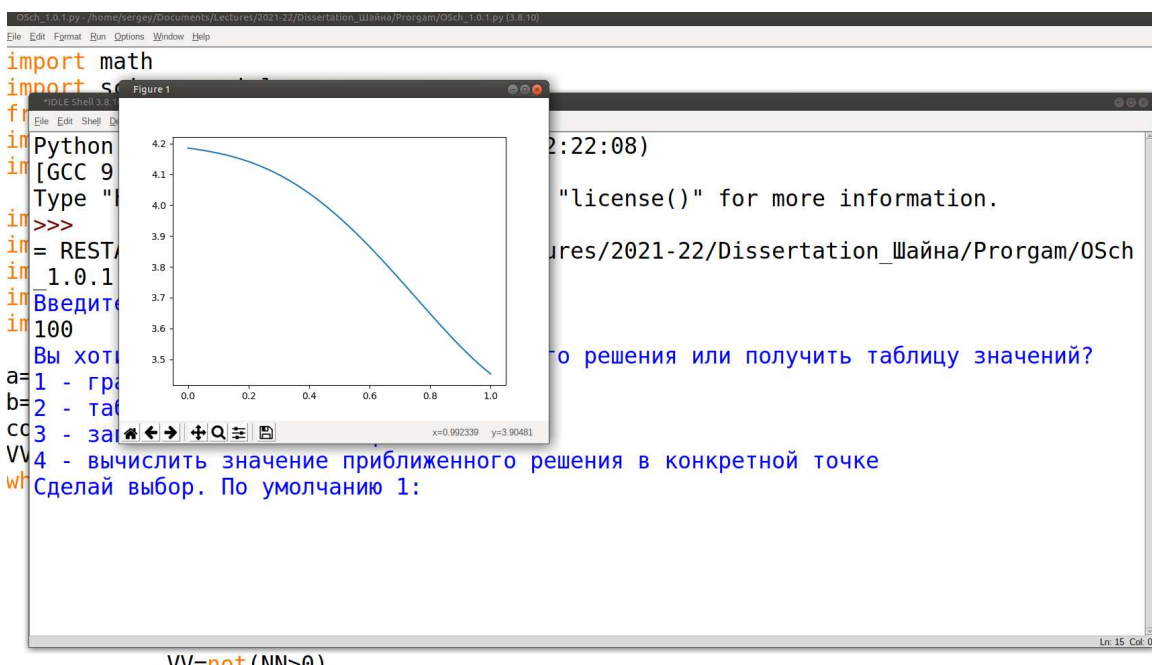 OSch_1.0.1.py - /home/sergey/Documents/Lectures/2021-22/Dissertation_Шайна/Prorgam/OSch_1.0.1.py (3.8.10)
File Edit Format Run Options Window Help
import math
import
Figure 1
*IDLE Shell 3.8.1
File Edit Shell
4.2
4.1
4.0
3.9
3.8
3.7
3.6
3.5
0.0 0.2 0.4 0.6 0.8 1.0
x=0.992339 y=3.90481
Python 2:22:08)
[GCC 9
Type "license()" for more information.
>>>
= RESTA ures/2021-22/Dissertation_Шайна/Prorgam/OSch
_1.0.1
Введите
100
Вы хоти го решения или получить таблицу значений?
1 - гра
2 - таб
3 - зап
4 - вычислить значение приближенного решения в конкретной точке
Сделай выбор. По умолчанию 1:
a=
b=
VV
wh
Ln: 15 Col: 0
VV=not(NN>0)